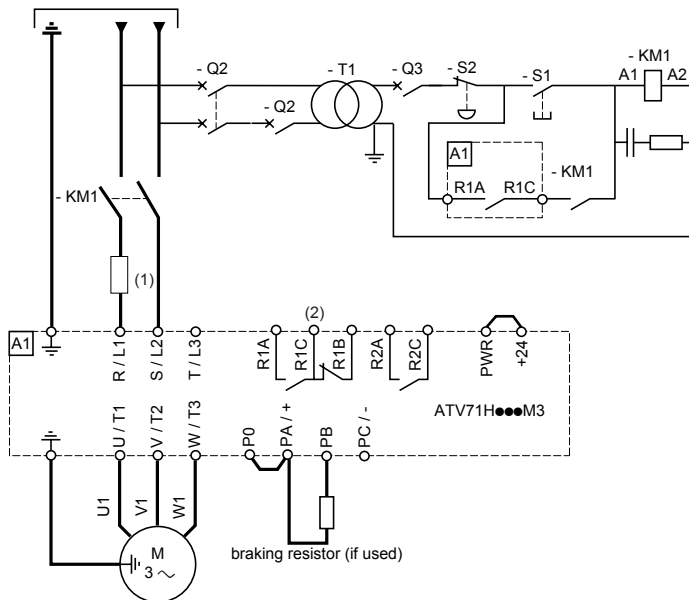 - Q2
- T1
- Q3
- S2
- S1
- KM1
A1
A2
- Q2
A1
R1A
R1C
- KM1
- KM1
(1)
(2)
A1
R / L1
S / L2
T / L3
R1A
R1C
R1B
R2A
R2C
PWR
+24
ATV71H●●●M3
U / T1
V / T2
W / T3
P0
PA / +
PB
PC / -
U1
V1
W1
M
3 ~
braking resistor (if used)